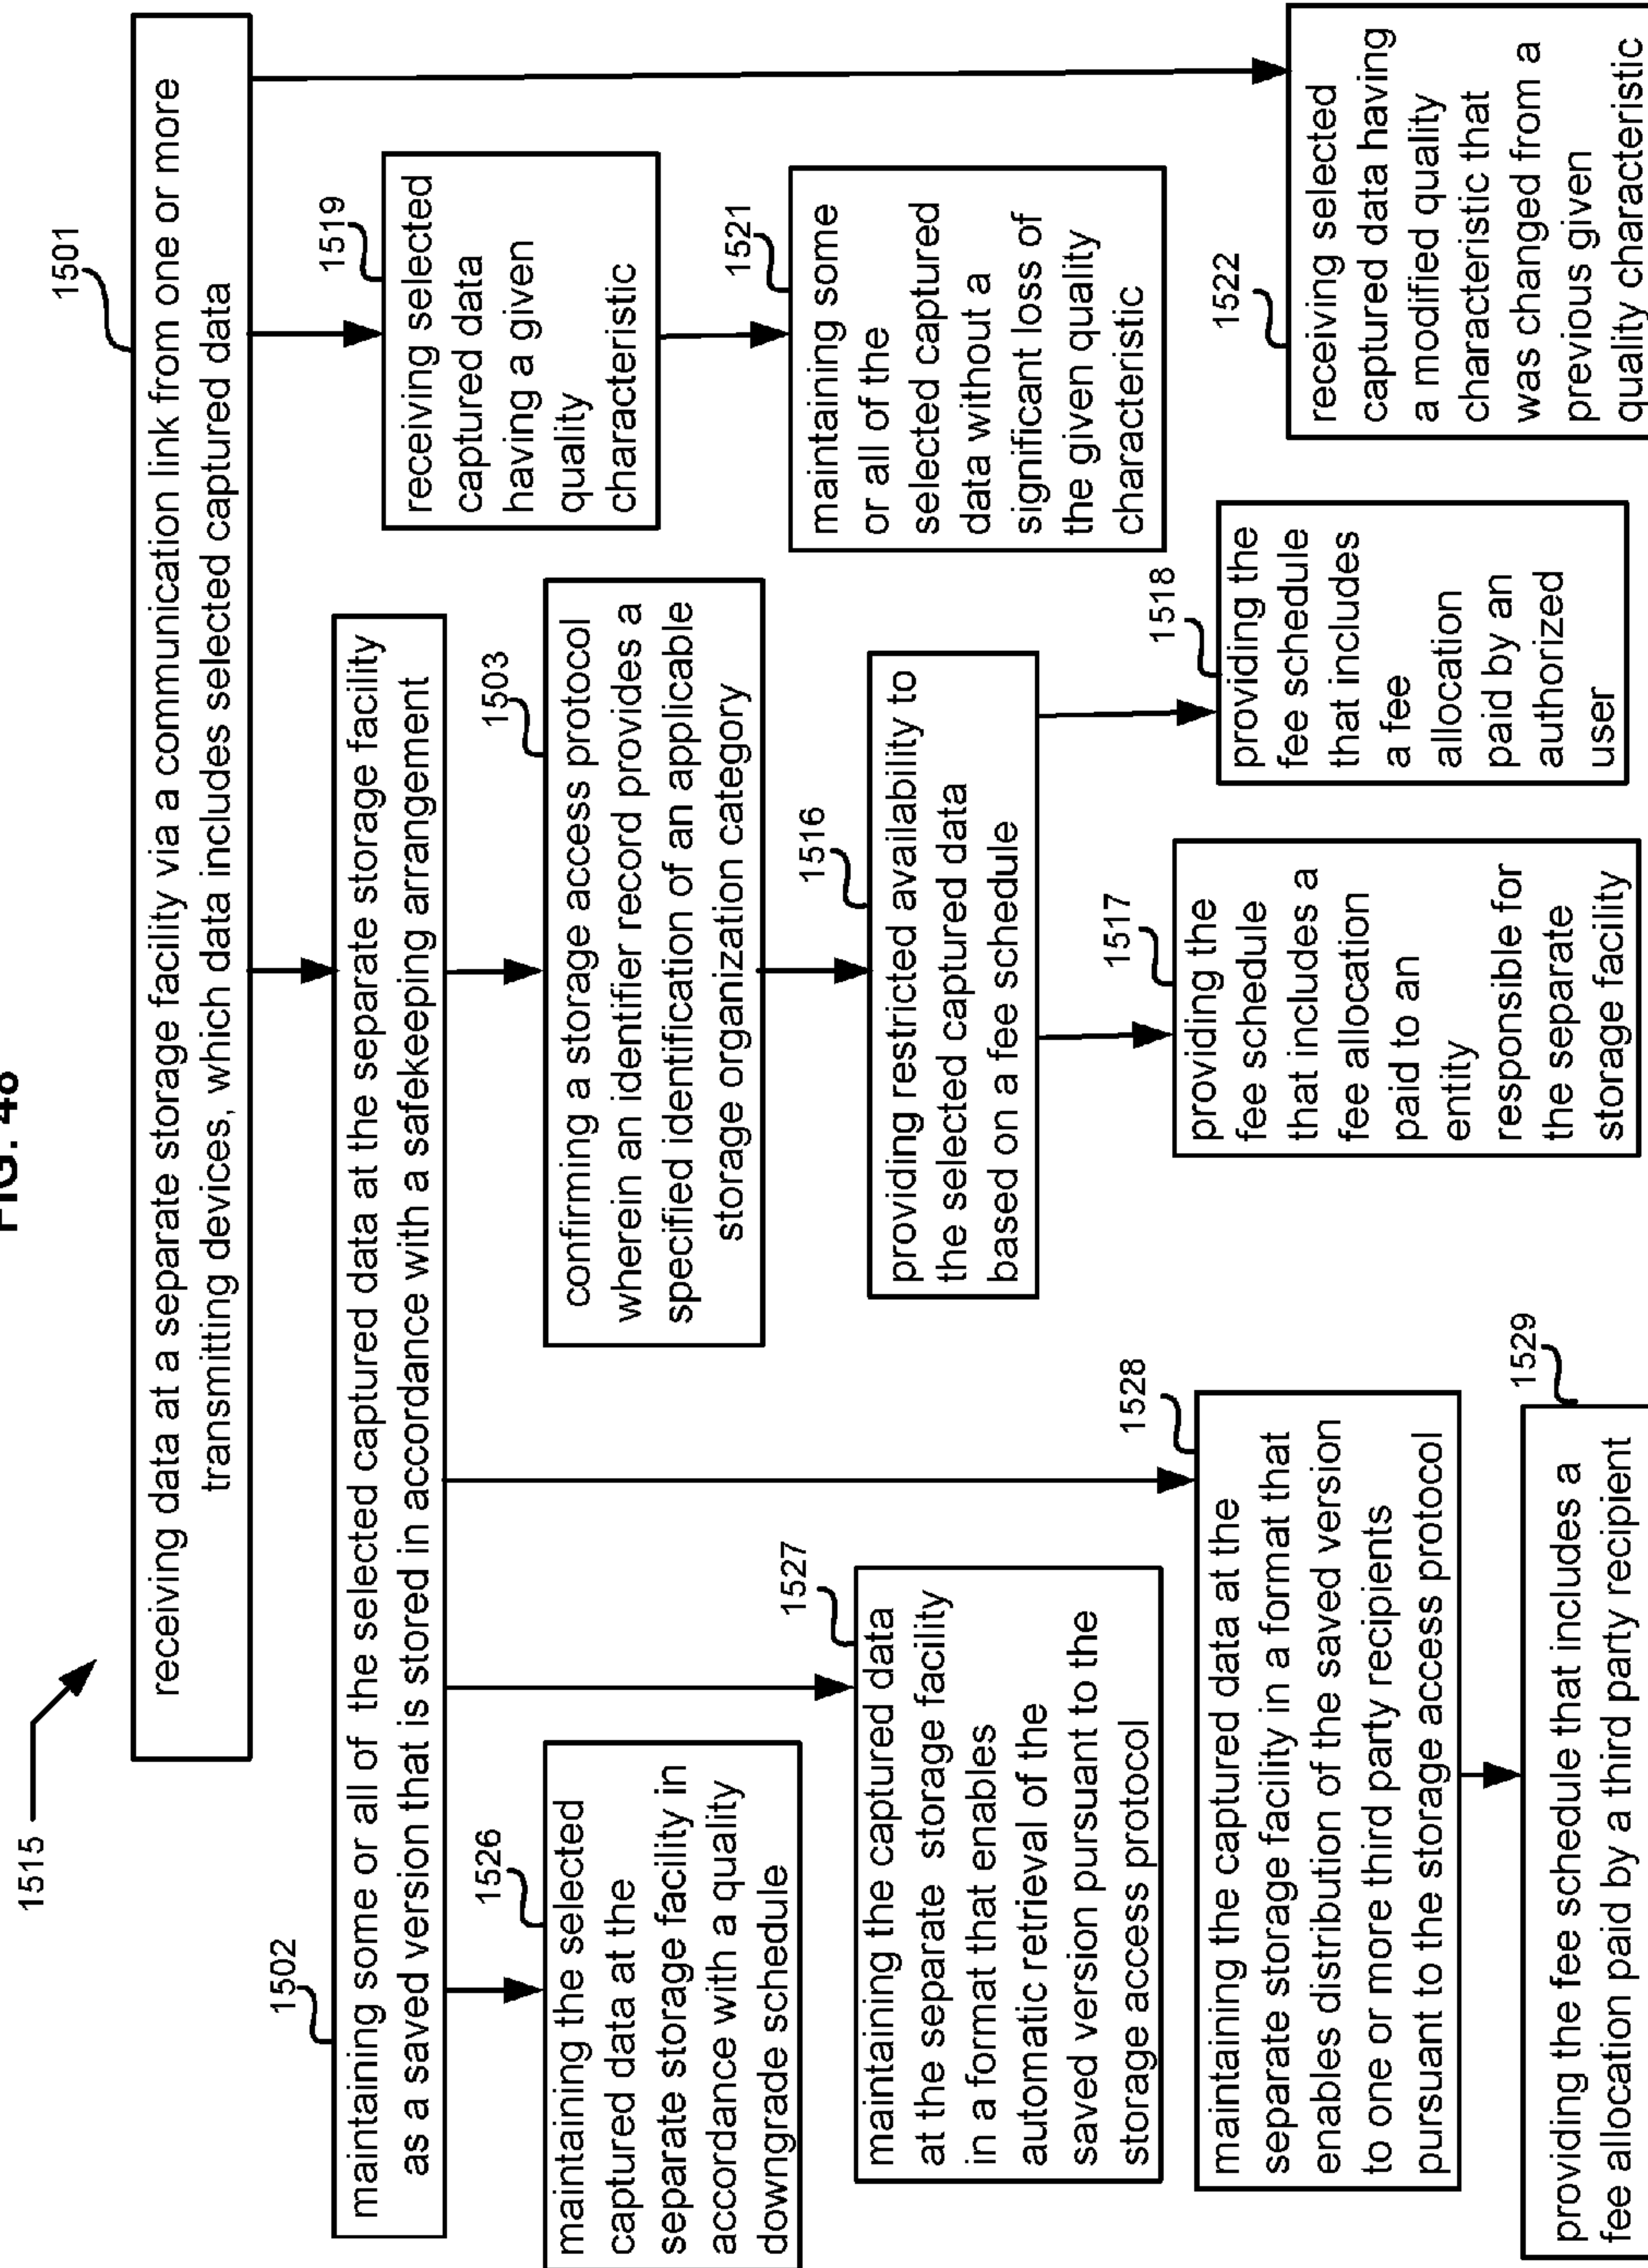 FIG. 48
1515
1501
receiving data at a separate storage facility via a communication link from one or more
transmitting devices, which data includes selected captured data
1502
maintaining some or all of the selected captured data at the separate storage facility
as a saved version that is stored in accordance with a safekeeping arrangement
1519
receiving selected
captured data
having a given
quality
characteristic
1526
maintaining the selected
captured data at the
separate storage facility in
accordance with a quality
downgrade schedule
1503
confirming a storage access protocol
wherein an identifier record provides a
specified identification of an applicable
storage organization category
1521
maintaining some
or all of the
selected captured
data without a
significant loss of
the given quality
characteristic
1527
maintaining the captured data
at the separate storage facility
in a format that enables
automatic retrieval of the
saved version pursuant to the
storage access protocol
1516
providing restricted availability to
the selected captured data
based on a fee schedule
1528
maintaining the captured data at the
separate storage facility in a format that
enables distribution of the saved version
to one or more third party recipients
pursuant to the storage access protocol
1517
providing the
fee schedule
that includes a
fee allocation
paid to an
entity
responsible for
the separate
storage facility
1518
providing the
fee schedule
that includes
a fee
allocation
paid by an
authorized
user
1522
receiving selected
captured data having
a modified quality
characteristic that
was changed from a
previous given
quality characteristic
1529
providing the fee schedule that includes a
fee allocation paid by a third party recipient